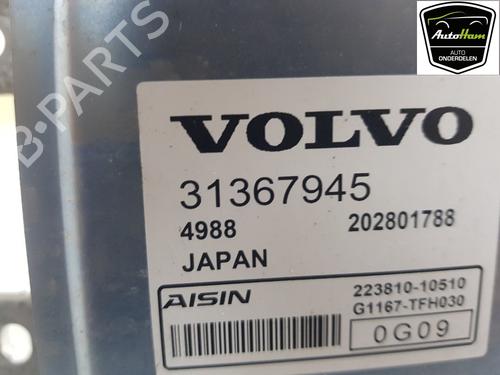 AutoHam
AUTO
ONDERDELEN
B-PARTS
VOLVO
31367945
4988 202801788
JAPAN
AISIN 223810-10510
G1167-TFH030
0G09